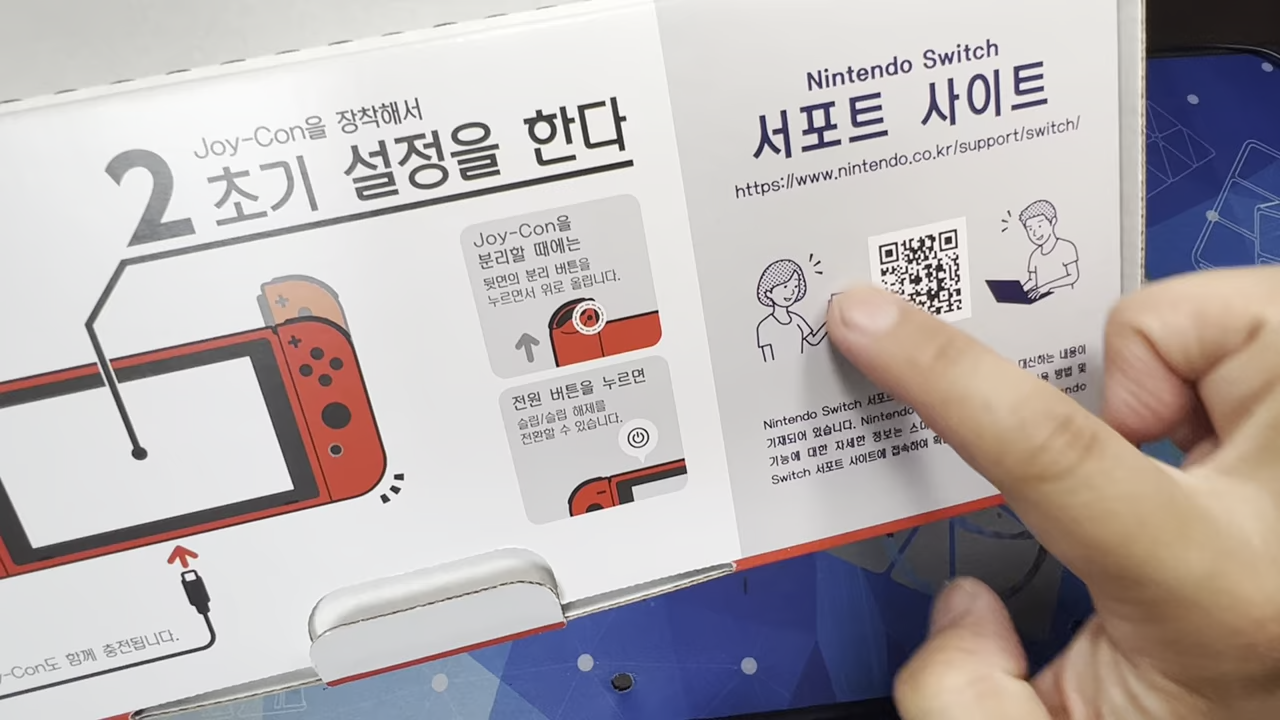 2
Joy-Con을 장착해서
초기 설정을 한다
Joy-Con을
분리할 때에는
뒷면의 분리 버튼을
누르면서 위로 올립니다.
전원 버튼을 누르면
슬립/슬립 해제를
전환할 수 있습니다.
y-Con도 함께 충전됩니다.
Nintendo Switch
서포트 사이트
https://www.nintendo.co.kr/support/switch/
Nintendo Switch 서포트 대신하는 내용이
기재되어 있습니다. Nintendo 방법 및
기능에 대한 자세한 정보는
Switch 서포트 사이트에 접속하여